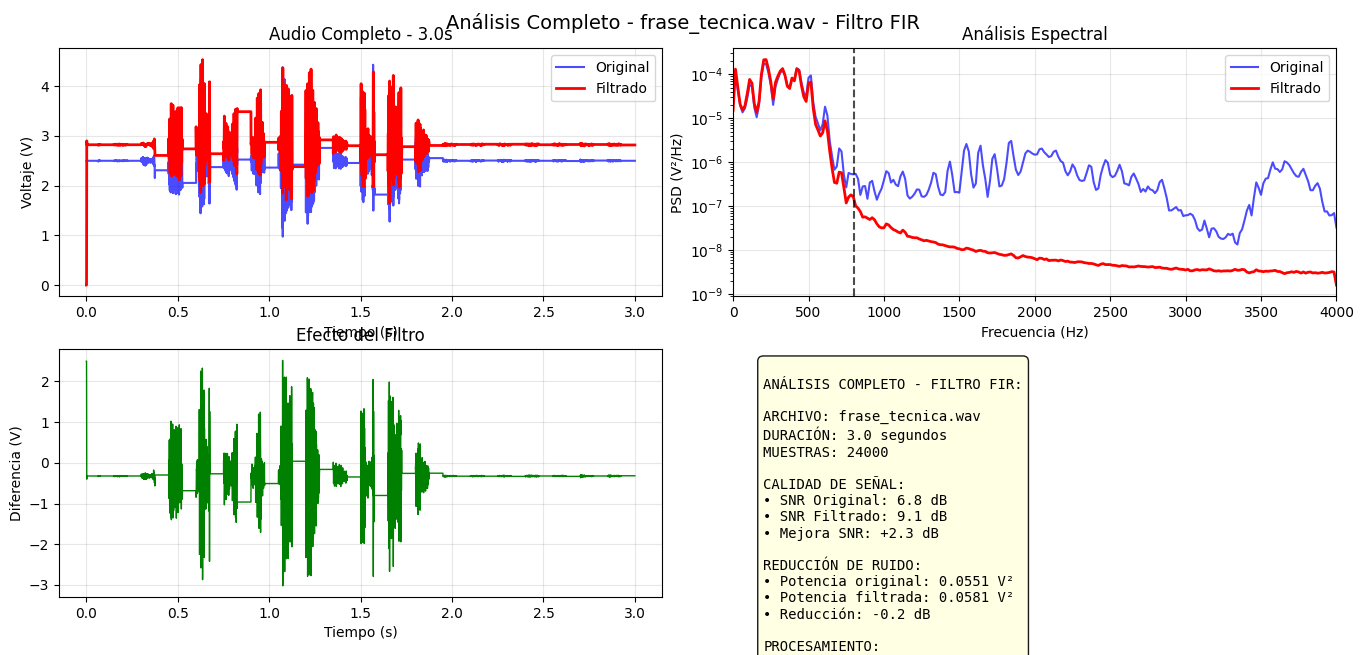 Análisis Completo - frase_tecnica.wav - Filtro FIR
Audio Completo - 3.0s
Original
Filtrado
Voltaje (V)
4
3
2
1
0
0.0 0.5 1.0 1.5 2.0 2.5 3.0
Tiempo (s)
Análisis Espectral
Original
Filtrado
PSD (V²/Hz)
10⁻⁴
10⁻⁵
10⁻⁶
10⁻⁷
10⁻⁸
10⁻⁹
0 500 1000 1500 2000 2500 3000 3500 4000
Frecuencia (Hz)
Efecto del Filtro
Diferencia (V)
2
1
0
−1
−2
−3
0.0 0.5 1.0 1.5 2.0 2.5 3.0
Tiempo (s)
ANÁLISIS COMPLETO - FILTRO FIR:
ARCHIVO: frase_tecnica.wav
DURACIÓN: 3.0 segundos
MUESTRAS: 24000
CALIDAD DE SEÑAL:
• SNR Original: 6.8 dB
• SNR Filtrado: 9.1 dB
• Mejora SNR: +2.3 dB
REDUCCIÓN DE RUIDO:
• Potencia original: 0.0551 V²
• Potencia filtrada: 0.0581 V²
• Reducción: -0.2 dB
PROCESAMIENTO: